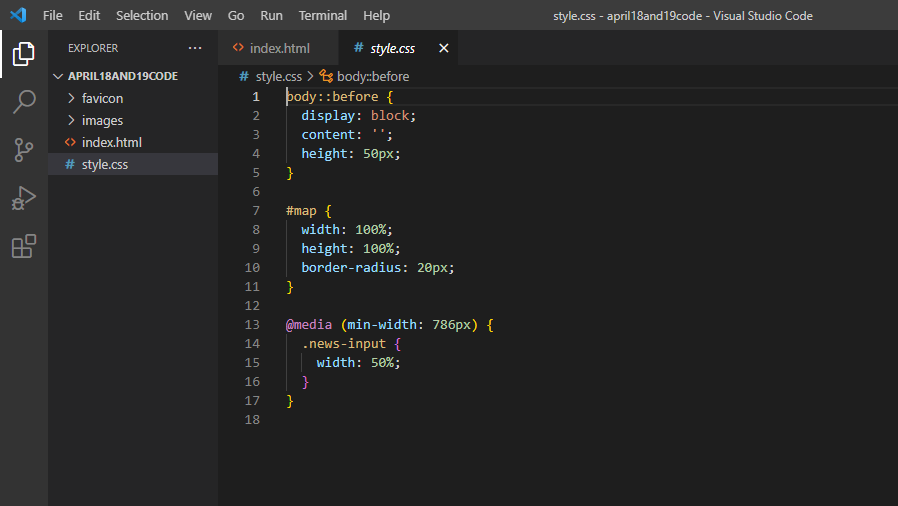 File Edit Selection View Go Run Terminal Help style.css - april18and19code - Visual Studio Code
EXPLORER ···
APRIL18AND19CODE
favicon
images
<> index.html
# style.css
<> index.html # style.css ×
# style.css > body::before
1 body::before {
2 display: block;
3 content: '';
4 height: 50px;
5 }
6
7 #map {
8 width: 100%;
9 height: 100%;
10 border-radius: 20px;
11 }
12
13 @media (min-width: 786px) {
14 .news-input {
15 width: 50%;
16 }
17 }
18